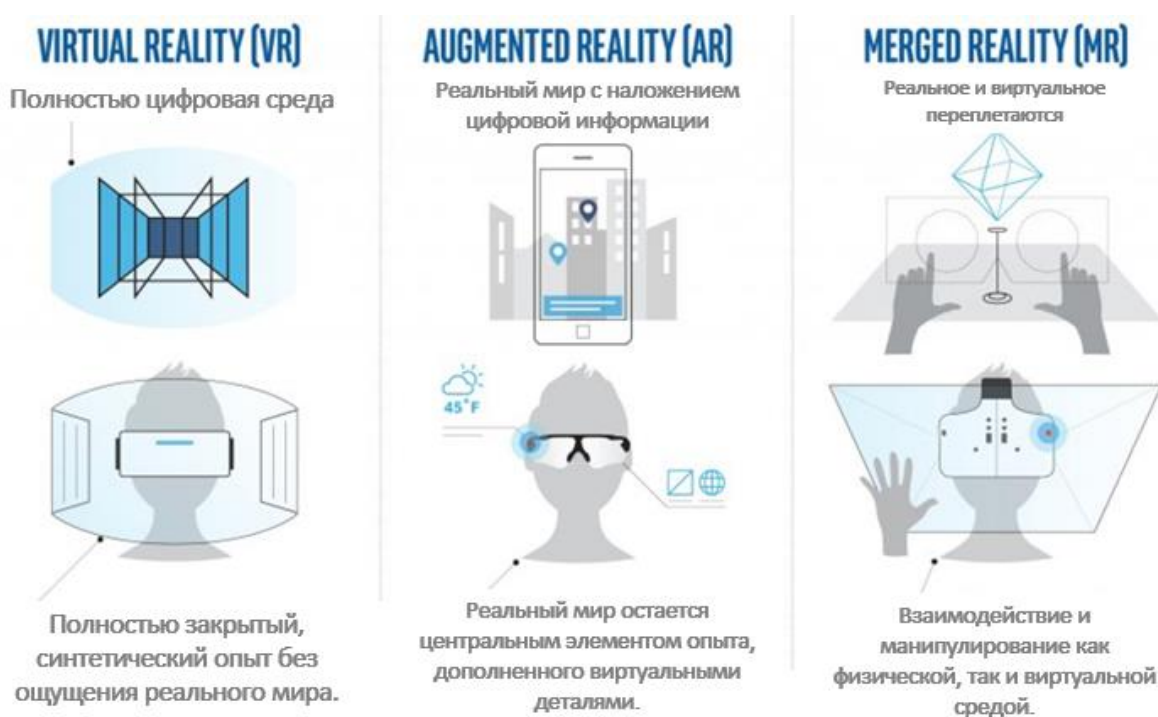 VIRTUAL REALITY (VR)
Полностью цифровая среда
Полностью закрытый,
синтетический опыт без
ощущения реального мира.
AUGMENTED REALITY (AR)
Реальный мир с наложением
цифровой информации
45°F
Реальный мир остается
центральным элементом опыта,
дополненного виртуальными
деталями.
MERGED REALITY (MR)
Реальное и виртуальное
переплетаются
Взаимодействие и
манипулирование как
физической, так и виртуальной
средой.